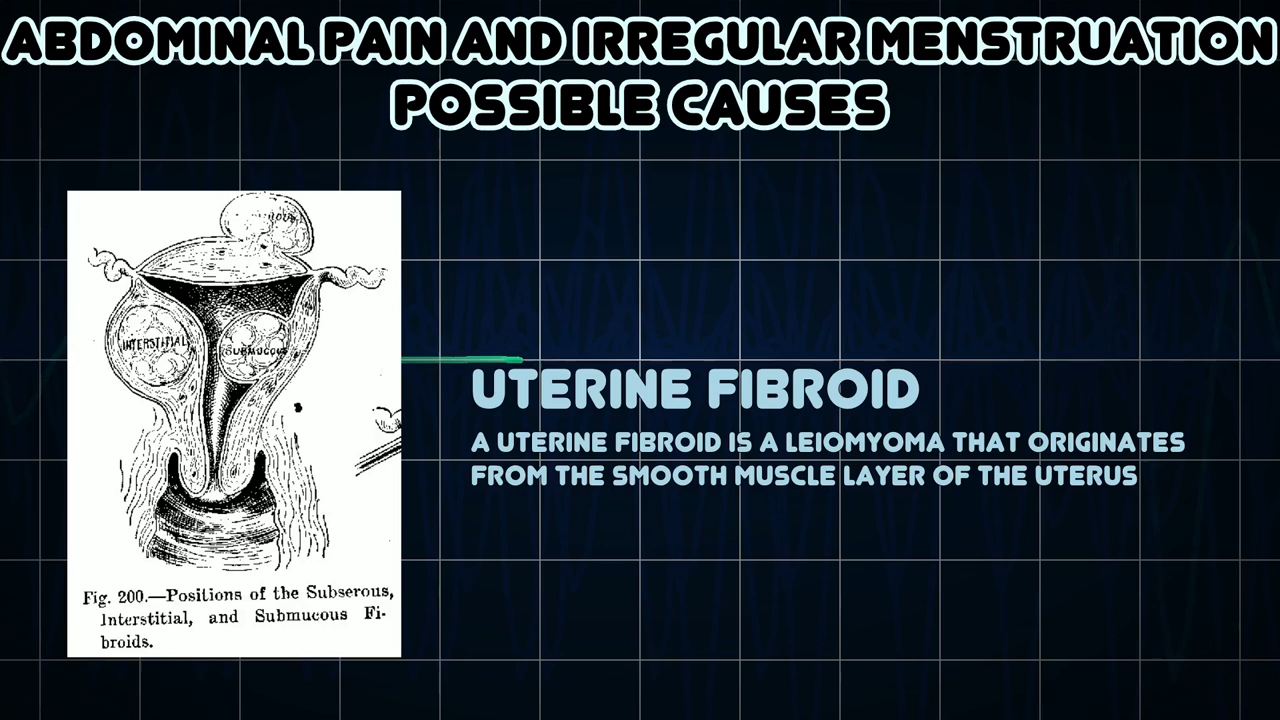 ABDOMINAL PAIN AND IRREGULAR MENSTRUATION
POSSIBLE CAUSES
INTERSTITIAL
SUBMUCOUS
UTERINE FIBROID
A UTERINE FIBROID IS A LEIOMYOMA THAT ORIGINATES
FROM THE SMOOTH MUSCLE LAYER OF THE UTERUS
Fig. 200.—Positions of the Subserous,
Interstitial, and Submucous Fi-
broids.